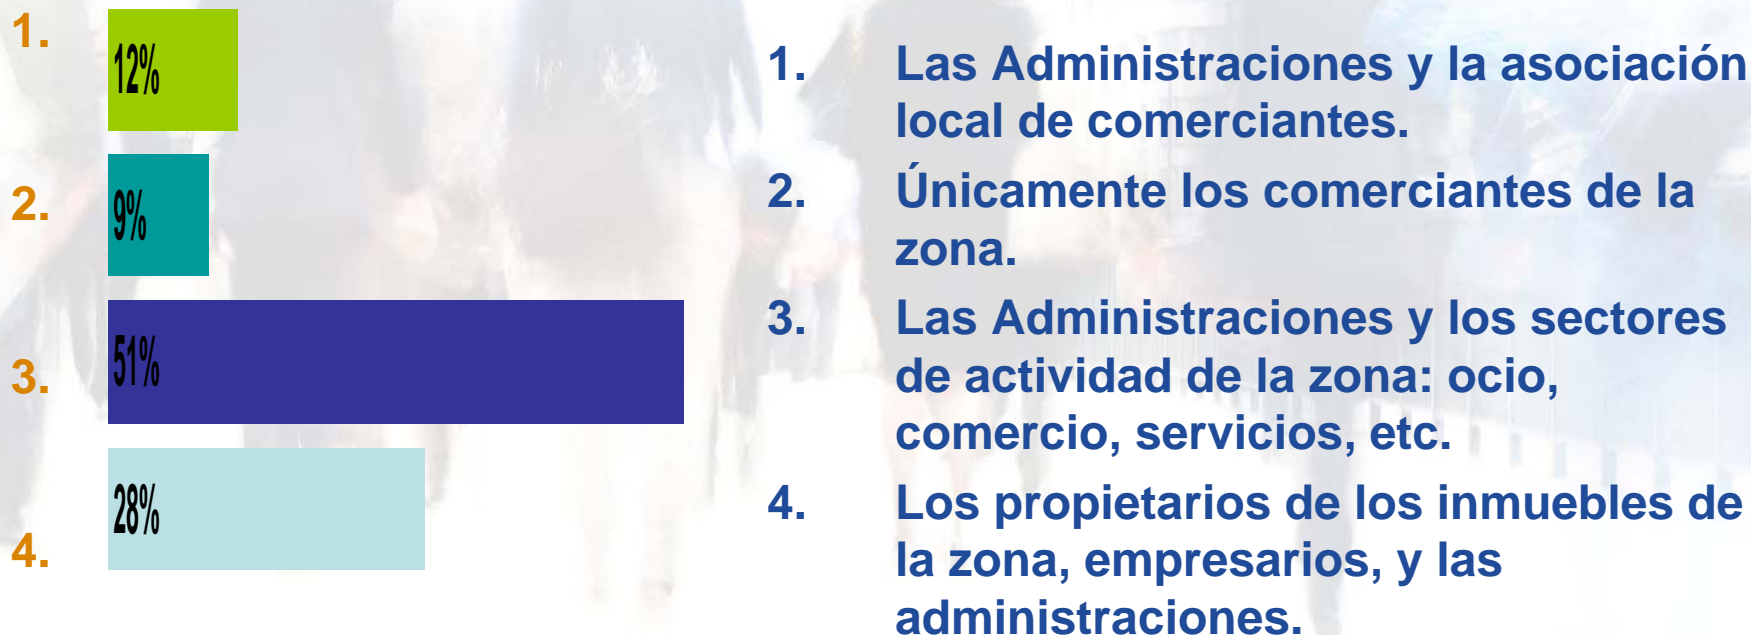 1.
12%
2.
9%
3.
51%
4.
28%
1. Las Administraciones y la asociación
local de comerciantes.
2. Únicamente los comerciantes de la
zona.
3. Las Administraciones y los sectores
de actividad de la zona: ocio,
comercio, servicios, etc.
4. Los propietarios de los inmuebles de
la zona, empresarios, y las
administraciones.